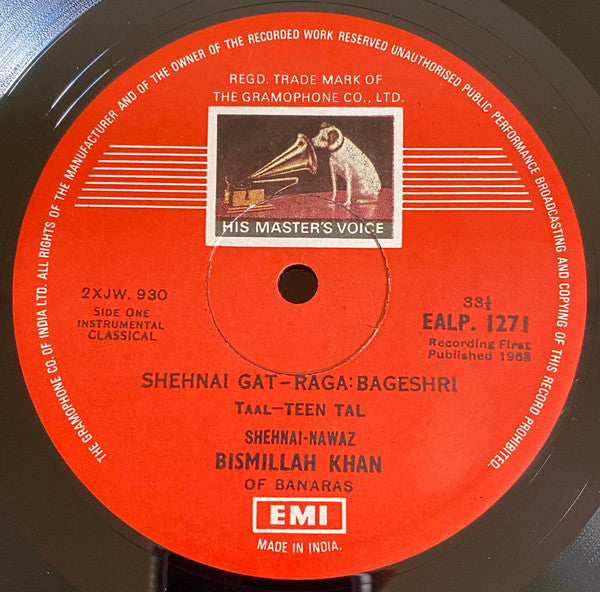 THE GRAMOPHONE CO. OF INDIA LTD. ALL RIGHTS OF THE MANUFACTURER AND OF THE OWNER OF THE RECORDED WORK RESERVED UNAUTHORISED PUBLIC PERFORMANCE BROADCASTING AND COPYING OF THIS RECORD PROHIBITED.
REGD. TRADE MARK OF
THE GRAMOPHONE CO., LTD.
HIS MASTER'S VOICE
2XJW. 930
SIDE ONE
INSTRUMENTAL
CLASSICAL
33⅓
EALP. 1271
Recording First
Published 1963
SHEHNAI GAT-RAGA: BAGESHRI
TAAL-TEEN TAL
SHEHNAI-NAWAZ
BISMILLAH KHAN
OF BANARAS
EMI
MADE IN INDIA.